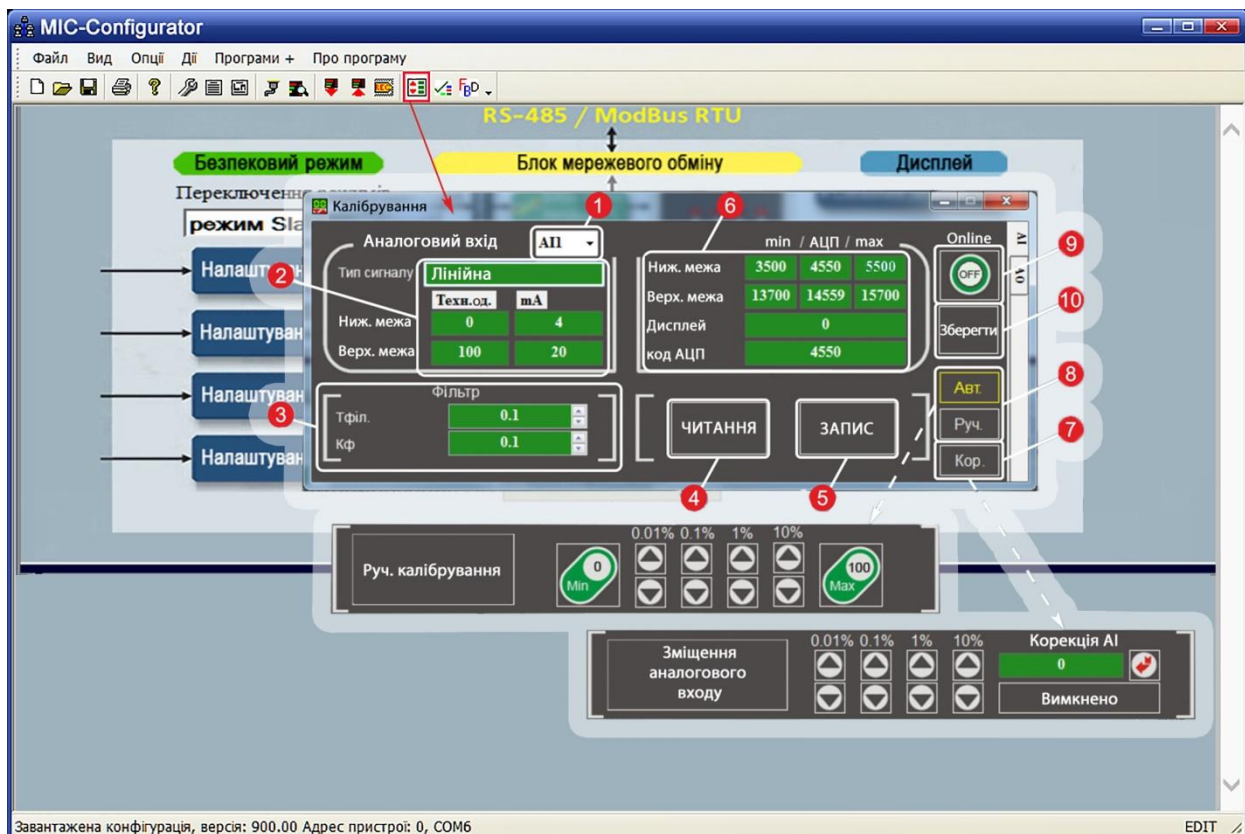 MIC-Configurator
Файл Вид Опції Дії Програми + Про програму
FBD
RS-485 / ModBus RTU
Безпековий режим
Блок мережевого обміну
Дисплей
Переключення
режим Sla
Калібрування
1
6
Аналоговий вхід
АП1
min / АЦП / max
Online
AI
AO
9
Тип сигналу
Лінійна
Ниж. межа 3500 4550 5500
OFF
Налаштуван
2
Техн.од. mA
Верх. межа 13700 14559 15700
10
Ниж. межа 0 4
Дисплей 0
Зберегти
Налаштуван
Верх. межа 100 20
код АЦП 4550
8
Фільтр
Авт.
Налаштуван
3
Тфіл. 0.1
ЧИТАННЯ
ЗАПИС
Руч.
7
Кф 0.1
Кор.
Налаштуван
4
5
0.01% 0.1% 1% 10%
Руч. калібрування
0
Min
100
Max
Зміщення
аналогового
входу
0.01% 0.1% 1% 10%
Корекція AI
0
Вимкнено
Завантажена конфігурація, версія: 900.00 Адрес пристрої: 0, COM6
EDIT